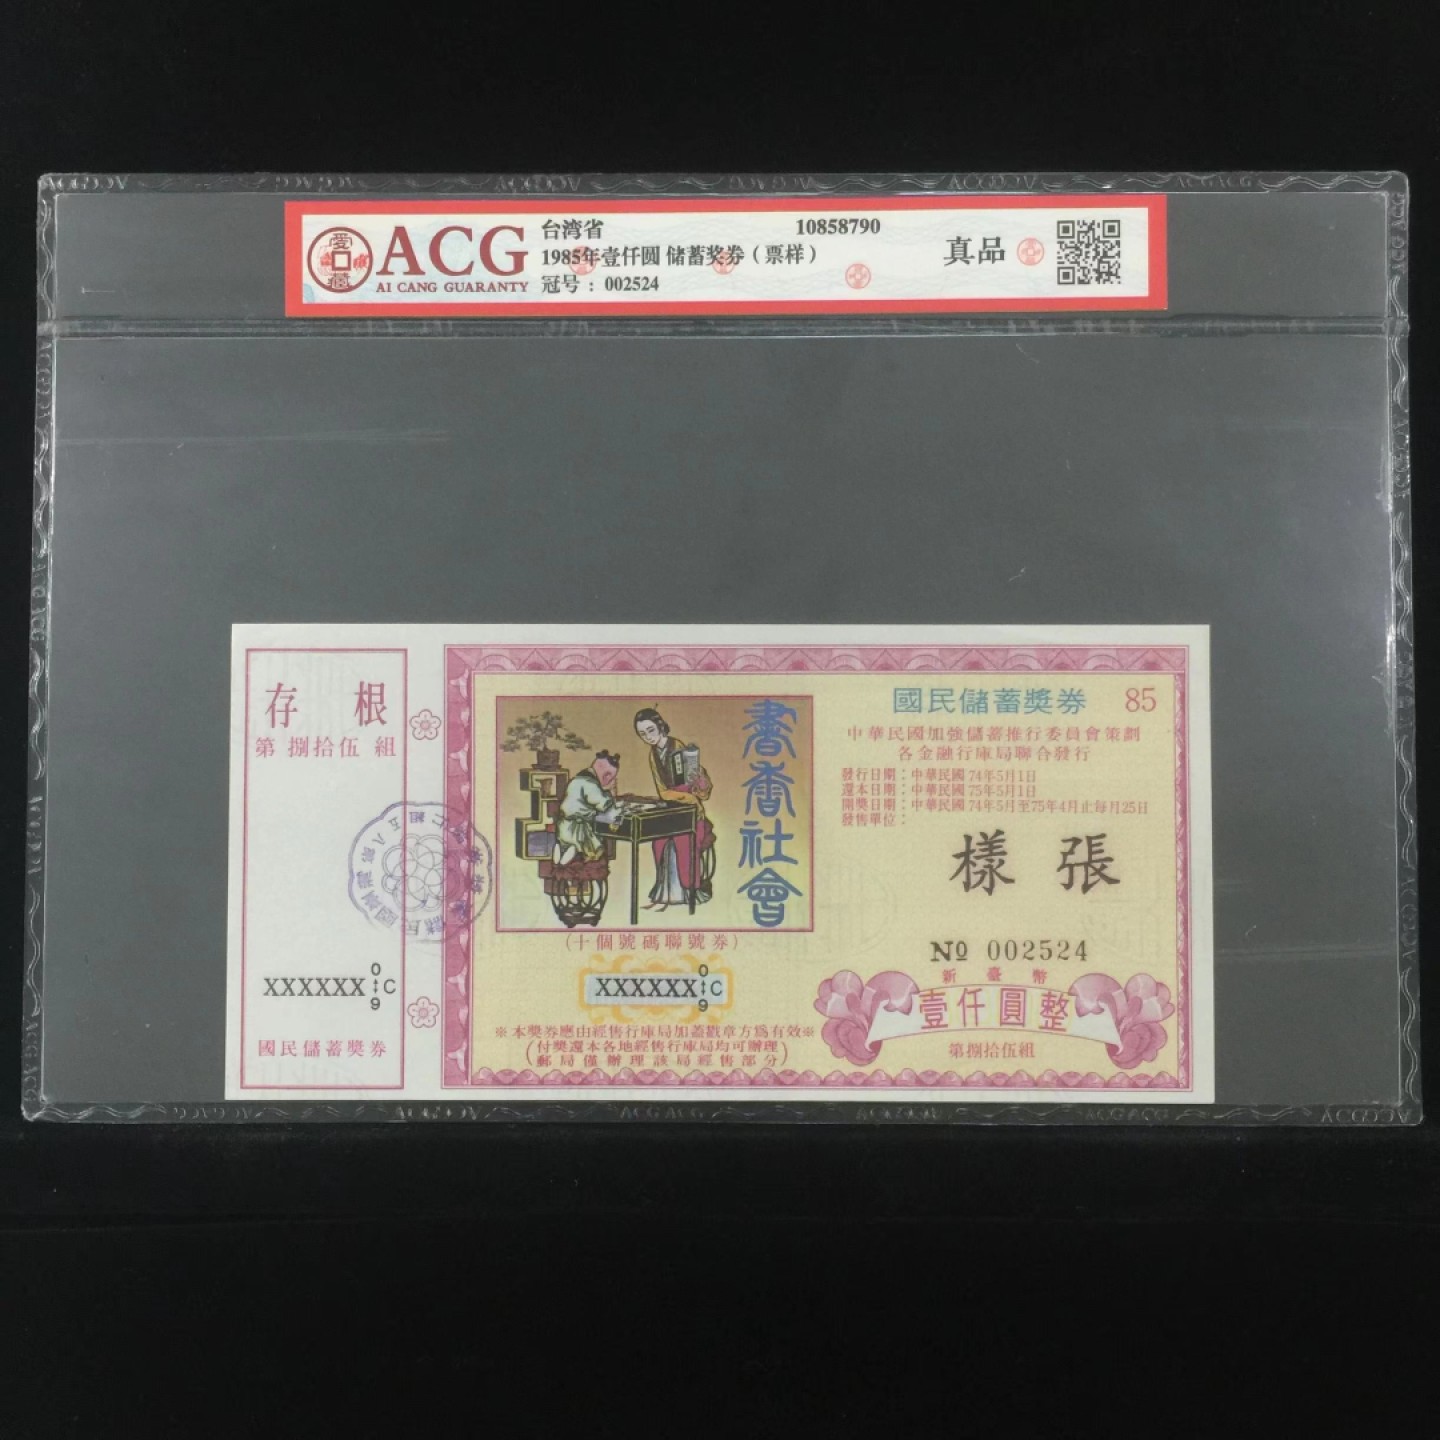 愛藏
ACG
AI CANG GUARANTY
台湾省
10858790
1985年壹仟圆 储蓄奖券（票样）
冠号： 002524
真品
存 根
第 捌拾伍 組
XXXXXX 0↕9 C
國民儲蓄獎券
書香社會
(十個號碼聯號券)
XXXXXX 0↕9 C
※本獎券應由經售行庫局加蓋戳章方爲有效※
(付獎還本各地經售行庫局均可辦理
郵局僅辦理該局經售部分)
國民儲蓄獎券 85
中華民國加強儲蓄推行委員會策劃
各金融行庫局聯合發行
發行日期：中華民國74年5月1日
還本日期：中華民國75年5月1日
開獎日期：中華民國74年5月至75年4月止每月25日
發售單位：
樣 張
Nº 002524
新臺幣
壹仟圓整
第捌拾伍組